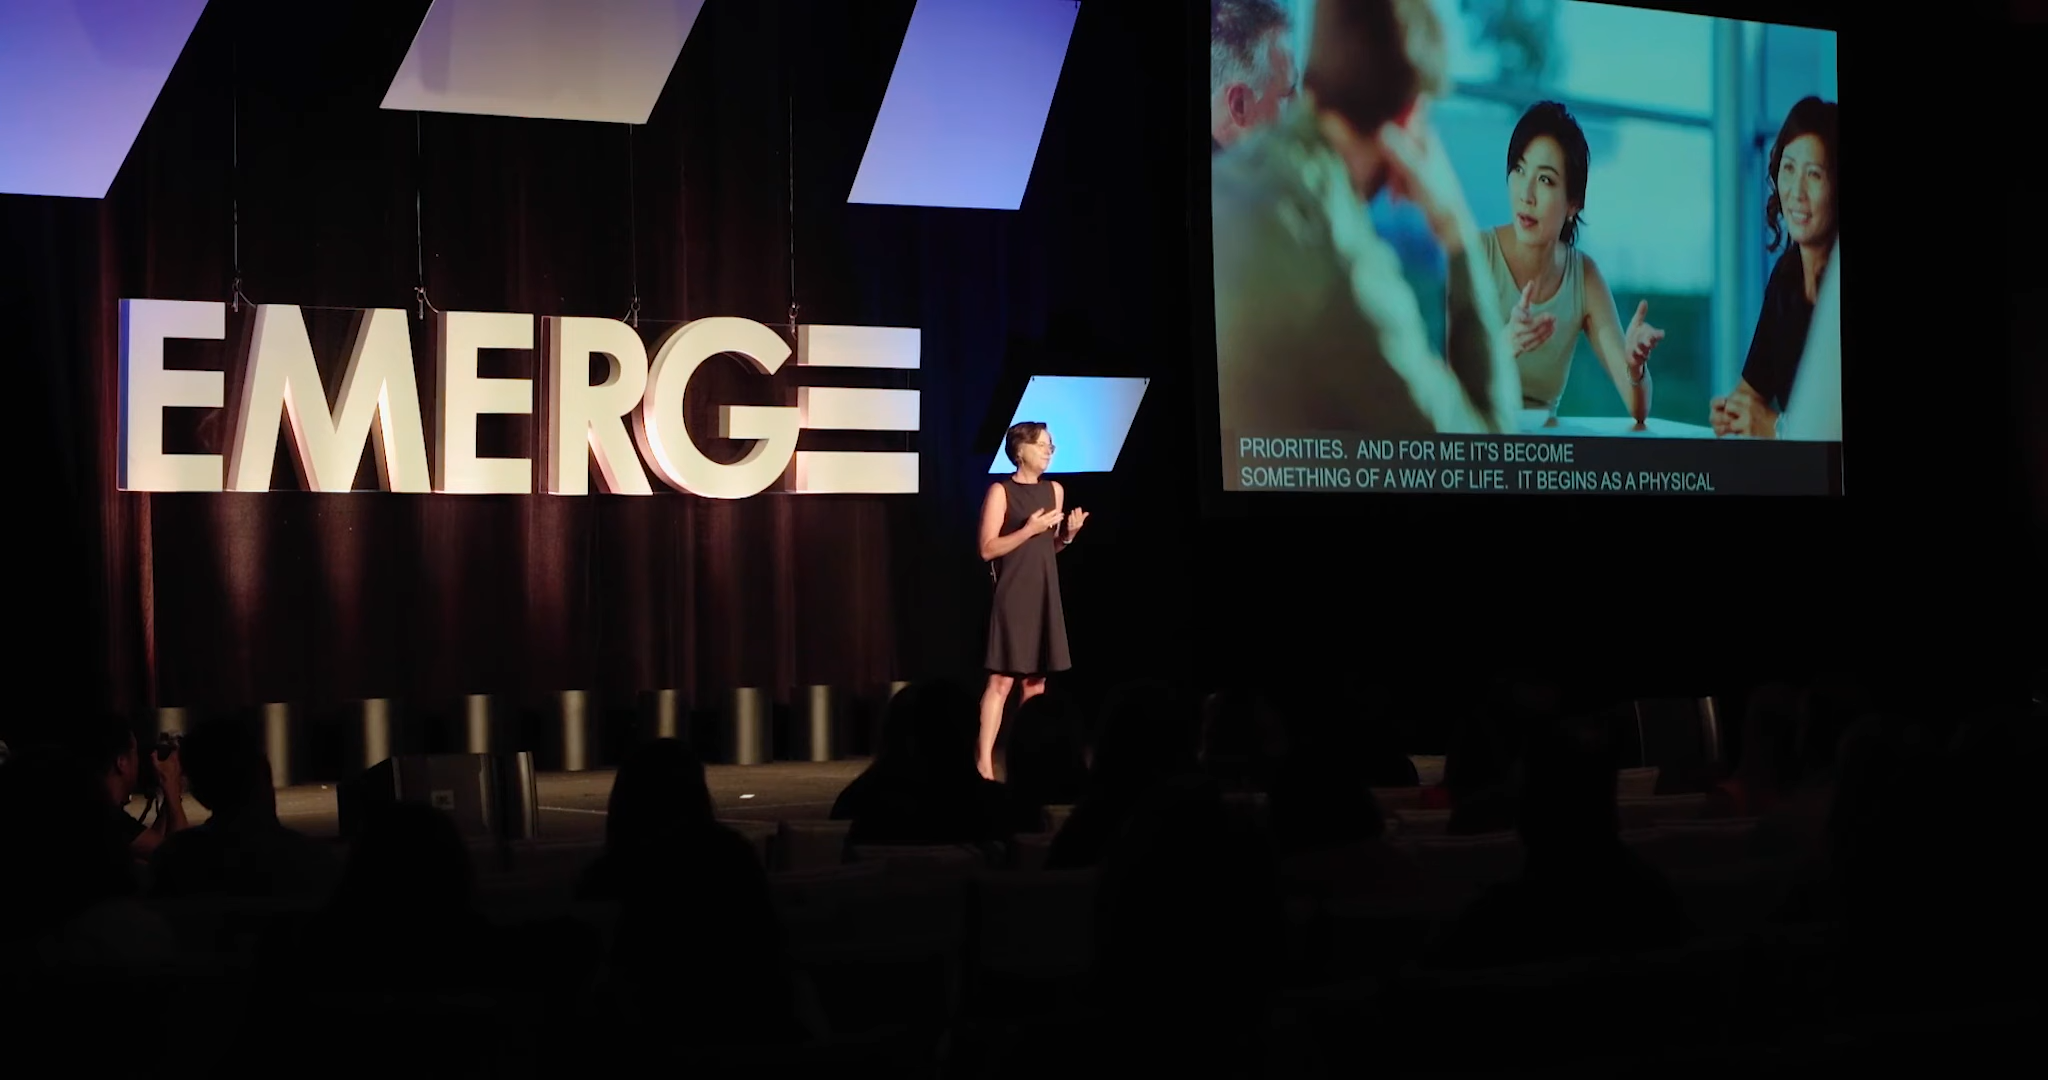 EMERGE
PRIORITIES. AND FOR ME IT'S BECOME
SOMETHING OF A WAY OF LIFE. IT BEGINS AS A PHYSICAL